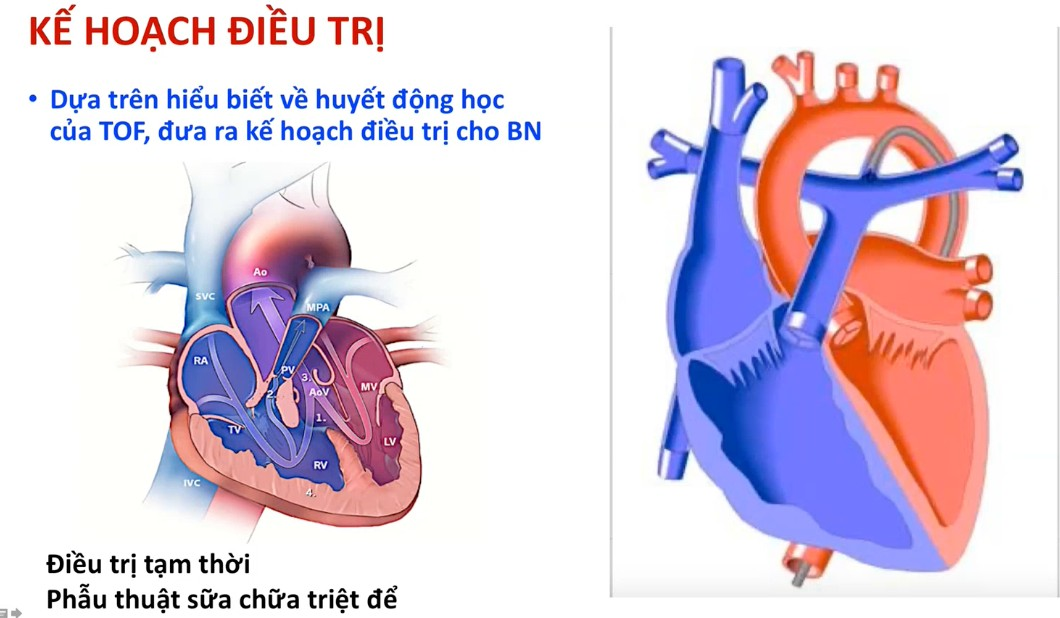 KẾ HOẠCH ĐIỀU TRỊ
• Dựa trên hiểu biết về huyết động học
của TOF, đưa ra kế hoạch điều trị cho BN
Ao
SVC
MPA
RA
PV
3.
MV
2.
AoV
1.
TV
LV
RV
IVC
4.
Điều trị tạm thời
Phẫu thuật sữa chữa triệt để